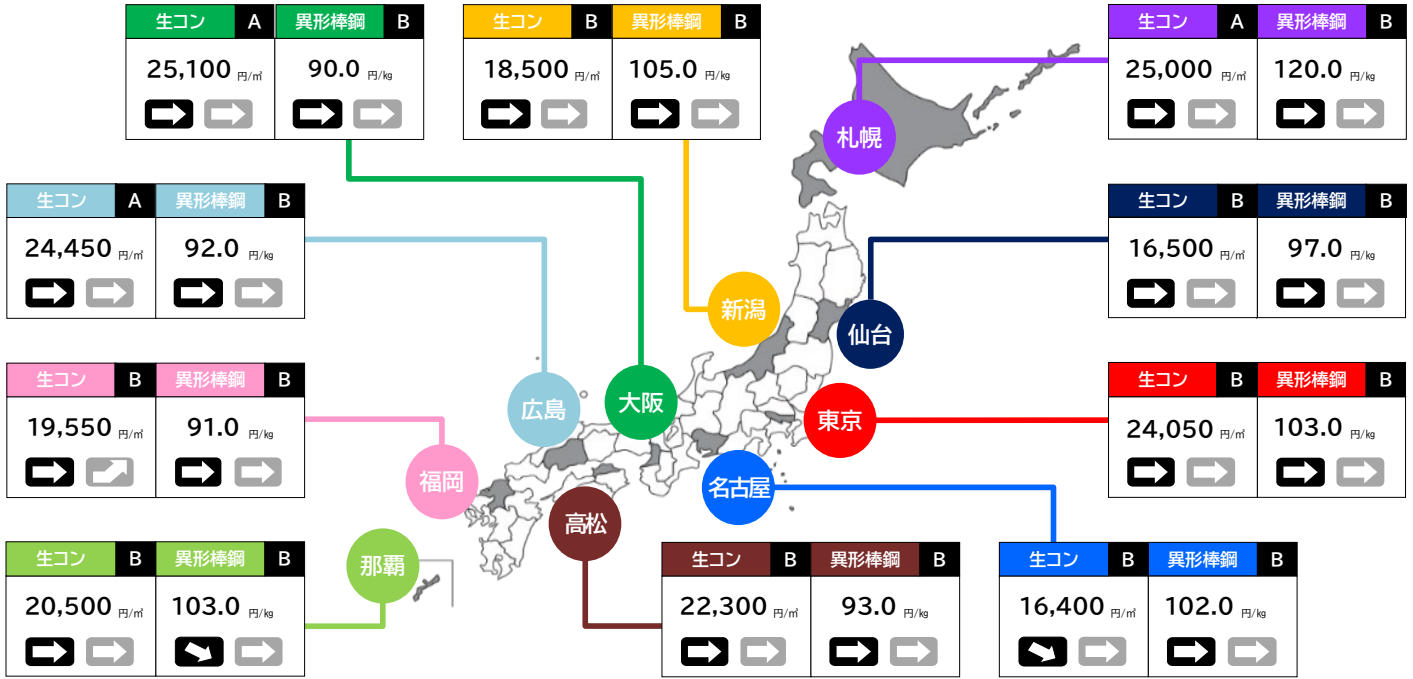 生コン A 異形棒鋼 B
25,100 円/㎥ 90.0 円/kg
生コン B 異形棒鋼 B
18,500 円/㎥ 105.0 円/kg
生コン A 異形棒鋼 B
25,000 円/㎥ 120.0 円/kg
札幌
生コン A 異形棒鋼 B
24,450 円/㎥ 92.0 円/kg
生コン B 異形棒鋼 B
16,500 円/㎥ 97.0 円/kg
新潟
仙台
生コン B 異形棒鋼 B
19,550 円/㎥ 91.0 円/kg
広島
大阪
東京
生コン B 異形棒鋼 B
24,050 円/㎥ 103.0 円/kg
福岡
名古屋
高松
那覇
生コン B 異形棒鋼 B
20,500 円/㎥ 103.0 円/kg
生コン B 異形棒鋼 B
22,300 円/㎥ 93.0 円/kg
生コン B 異形棒鋼 B
16,400 円/㎥ 102.0 円/kg